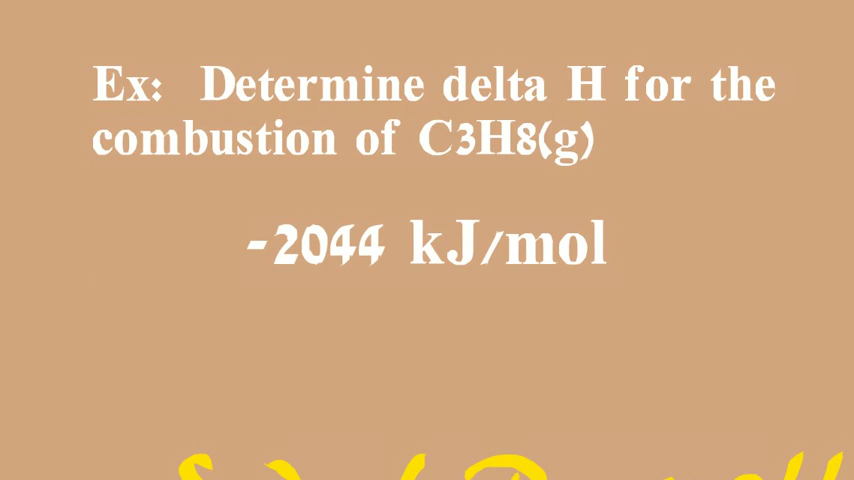 Ex: Determine delta H for the
combustion of C3H8(g)
-2044 kJ/mol